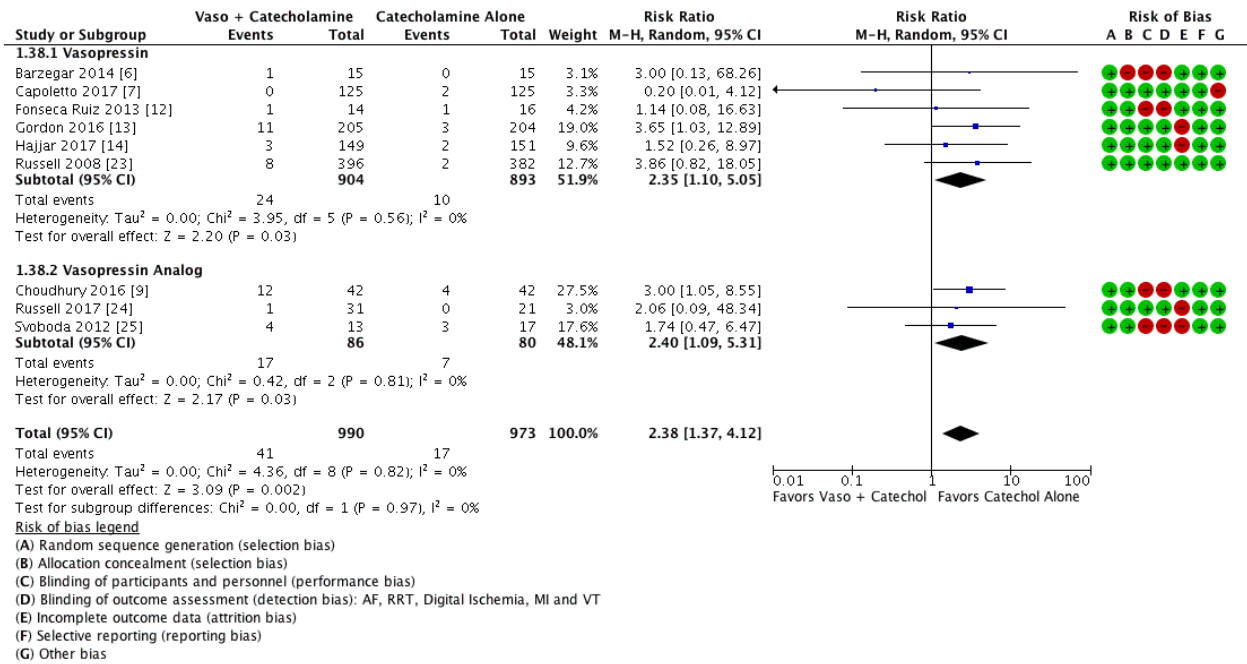 Vaso + Catecholamine Catecholamine Alone Risk Ratio Risk Ratio Risk of Bias
Study or Subgroup Events Total Events Total Weight M-H, Random, 95% CI M-H, Random, 95% CI A B C D E F G
1.38.1 Vasopressin
Barzegar 2014 [6] 1 15 0 15 3.1% 3.00 [0.13, 68.26] + - - - + + +
Capoletto 2017 [7] 0 125 2 125 3.3% 0.20 [0.01, 4.12] + + + + + + -
Fonseca Ruiz 2013 [12] 1 14 1 16 4.2% 1.14 [0.08, 16.63] + + - - + + +
Gordon 2016 [13] 11 205 3 204 19.0% 3.65 [1.03, 12.89] + + + + - + +
Hajjar 2017 [14] 3 149 2 151 9.6% 1.52 [0.26, 8.97] + + + + - + +
Russell 2008 [23] 8 396 2 382 12.7% 3.86 [0.82, 18.05] + + + + + + +
Subtotal (95% CI) 904 893 51.9% 2.35 [1.10, 5.05]
Total events 24 10
Heterogeneity: Tau² = 0.00; Chi² = 3.95, df = 5 (P = 0.56); I² = 0%
Test for overall effect: Z = 2.20 (P = 0.03)
1.38.2 Vasopressin Analog
Choudhury 2016 [9] 12 42 4 42 27.5% 3.00 [1.05, 8.55] + + - - + + +
Russell 2017 [24] 1 31 0 21 3.0% 2.06 [0.09, 48.34] + + + + - + +
Svoboda 2012 [25] 4 13 3 17 17.6% 1.74 [0.47, 6.47] + + - - - + +
Subtotal (95% CI) 86 80 48.1% 2.40 [1.09, 5.31]
Total events 17 7
Heterogeneity: Tau² = 0.00; Chi² = 0.42, df = 2 (P = 0.81); I² = 0%
Test for overall effect: Z = 2.17 (P = 0.03)
Total (95% CI) 990 973 100.0% 2.38 [1.37, 4.12]
Total events 41 17
Heterogeneity: Tau² = 0.00; Chi² = 4.36, df = 8 (P = 0.82); I² = 0%
Test for overall effect: Z = 3.09 (P = 0.002)
Test for subgroup differences: Chi² = 0.00, df = 1 (P = 0.97), I² = 0%
0.01 0.1 1 10 100
Favors Vaso + Catechol Favors Catechol Alone
Risk of bias legend
(A) Random sequence generation (selection bias)
(B) Allocation concealment (selection bias)
(C) Blinding of participants and personnel (performance bias)
(D) Blinding of outcome assessment (detection bias): AF, RRT, Digital Ischemia, MI and VT
(E) Incomplete outcome data (attrition bias)
(F) Selective reporting (reporting bias)
(G) Other bias